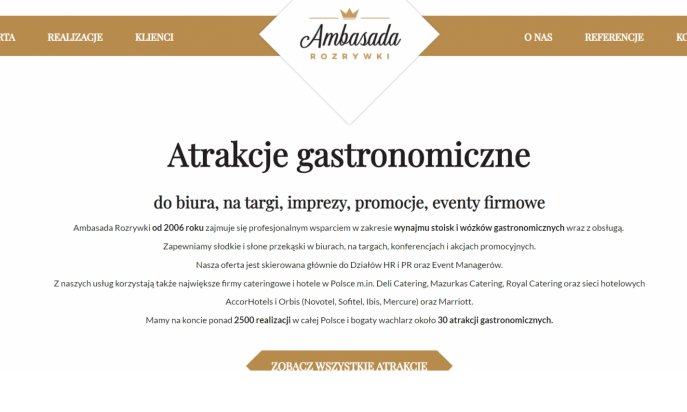 REALIZACJE KLIENCI Ambasada ROZRYWKI O NAS REFERENCJE
Atrakcje gastronomiczne
do biura, na targi, imprezy, promocje, eventy firmowe
Ambasada Rozrywki od 2006 roku zajmuje się profesjonalnym wsparciem w zakresie wynajmu stoisk i wózków gastronomicznych wraz z obsługą.
Zapewniamy słodkie i słone przekąski w biurach, na targach, konferencjach i akcjach promocyjnych.
Nasza oferta jest skierowana głównie do Działów HR i PR oraz Event Managerów.
Z naszych usług korzystają także największe firmy cateringowe i hotele w Polsce m.in. Deli Catering, Mazurkas Catering, Royal Catering oraz sieci hotelowych
AccorHotels i Orbis (Novotel, Sofitel, Ibis, Mercure) oraz Marriott.
Mamy na koncie ponad 2500 realizacji w całej Polsce i bogaty wachlarz około 30 atrakcji gastronomicznych.
ZOBACZ WSZYSTKIE ATRAKCJE